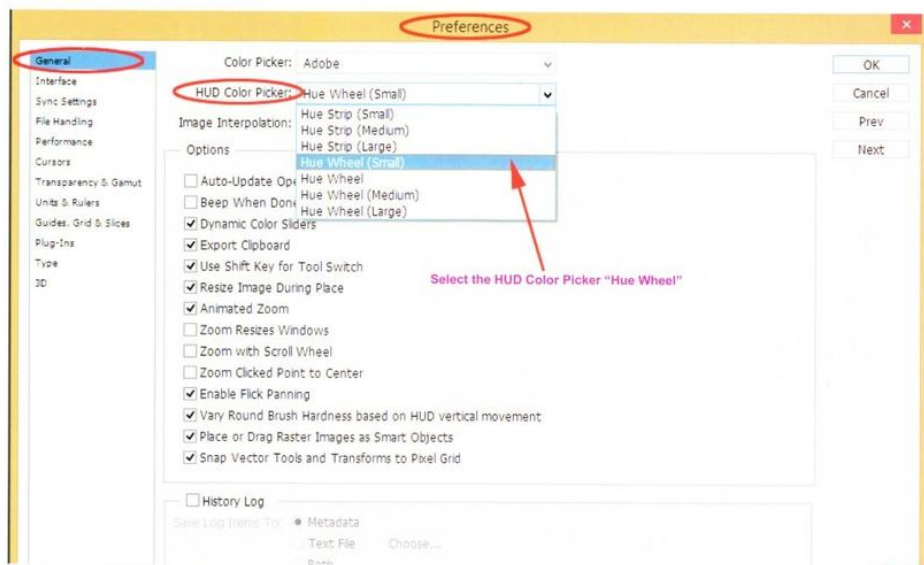 Preferences
General
Interface
Sync Settings
File Handling
Performance
Cursors
Transparency & Gamut
Units & Rulers
Guides, Grid & Slices
Plug-Ins
Type
3D
Color Picker: Adobe
HUD Color Picker: Hue Wheel (Small)
Hue Strip (Small)
Hue Strip (Medium)
Hue Strip (Large)
Hue Wheel (Small)
Hue Wheel
Hue Wheel (Medium)
Hue Wheel (Large)
Image Interpolation:
Options
Auto-Update
Beep When Done
Dynamic Color Sliders
Export Clipboard
Use Shift Key for Tool Switch
Resize Image During Place
Animated Zoom
Zoom Resizes Windows
Zoom with Scroll Wheel
Zoom Clicked Point to Center
Enable Flick Panning
Vary Round Brush Hardness based on HUD vertical movement
Place or Drag Raster Images as Smart Objects
Snap Vector Tools and Transforms to Pixel Grid
Select the HUD Color Picker “Hue Wheel”
History Log
Save Log Items To: Metadata
Text File Choose...
Both
OK
Cancel
Prev
Next